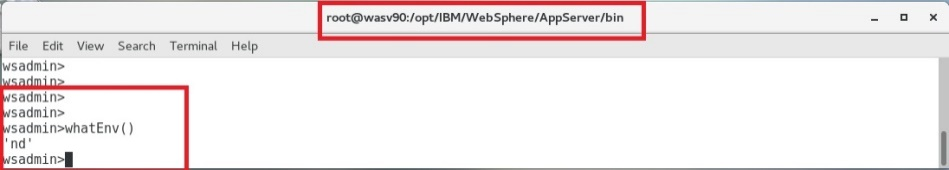 root@wasv90:/opt/IBM/WebSphere/AppServer/bin
File Edit View Search Terminal Help
wsadmin>
wsadmin>
wsadmin>
wsadmin>
wsadmin>whatEnv()
'nd'
wsadmin>